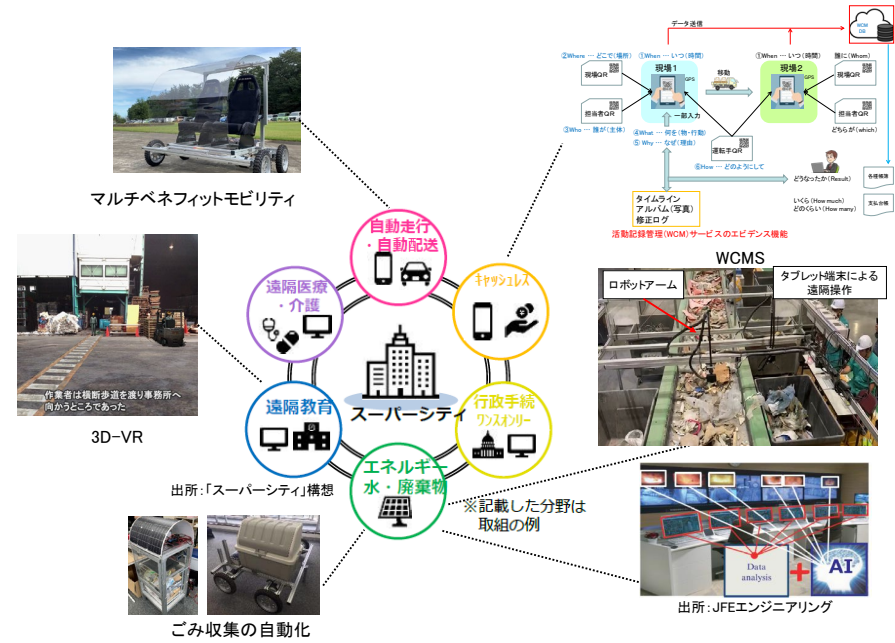 データ送信
WCM
DB
②Where … どこで(場所)
①When … いつ(時間)
①When … いつ(時間)
誰に(Whom)
現場1
現場2
現場QR
GPS
移動
GPS
現場QR
担当者QR
担当者QR
一部入力
③Who … 誰が(主体)
④What … 何を(物・行動)
⑤ Why … なぜ(理由)
運転手QR
どちらが(which)
⑥How … どのようにして
どうなったか(Result)
各種帳簿
タイムライン
アルバム(写真)
修正ログ
いくら(How much)
どのぐらい(How many)
支払台帳
活動記録管理(WCM)サービスのエビデンス機能
WCMS
マルチベネフィットモビリティ
自動走行
・自動配送
遠隔医療
・介護
キャッシュレス
ロボットアーム
タブレット端末による
遠隔操作
作業者は横断歩道を渡り事務所へ
向かうところであった
3D-VR
スーパーシティ
遠隔教育
行政手続
ワンスオンリー
エネルギー
水・廃棄物
出所:「スーパーシティ」構想
※記載した分野は
取組の例
Data
analysis
+
AI
出所:JFEエンジニアリング
ごみ収集の自動化